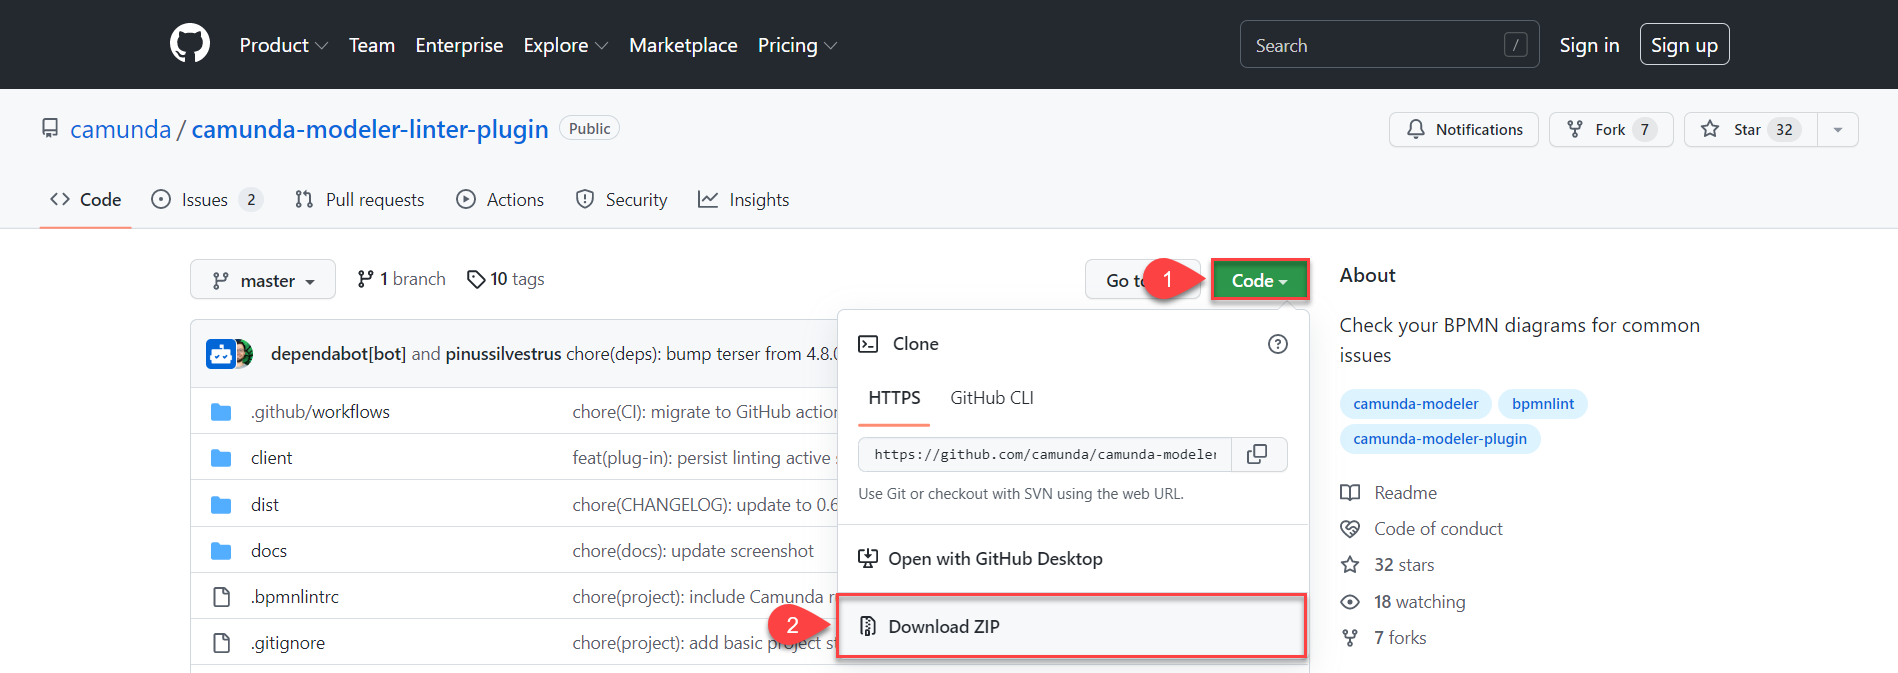 Product Team Enterprise Explore Marketplace Pricing Search / Sign in Sign up
camunda / camunda-modeler-linter-plugin Public Notifications Fork 7 Star 32
Code Issues 2 Pull requests Actions Security Insights
master 1 branch 10 tags Go to 1 Code
About
Check your BPMN diagrams for common
issues
camunda-modeler bpmnlint
camunda-modeler-plugin
Readme
Code of conduct
32 stars
18 watching
7 forks
dependabot[bot] and pinussilvestrus chore(deps): bump terser from 4.8.0
.github/workflows chore(CI): migrate to GitHub action
client feat(plug-in): persist linting active
dist chore(CHANGELOG): update to 0.6
docs chore(docs): update screenshot
.bpmnlintrc chore(project): include Camunda
.gitignore chore(project): add basic project
Clone
HTTPS GitHub CLI
https://github.com/camunda/camunda-modeler
Use Git or checkout with SVN using the web URL.
Open with GitHub Desktop
2 Download ZIP